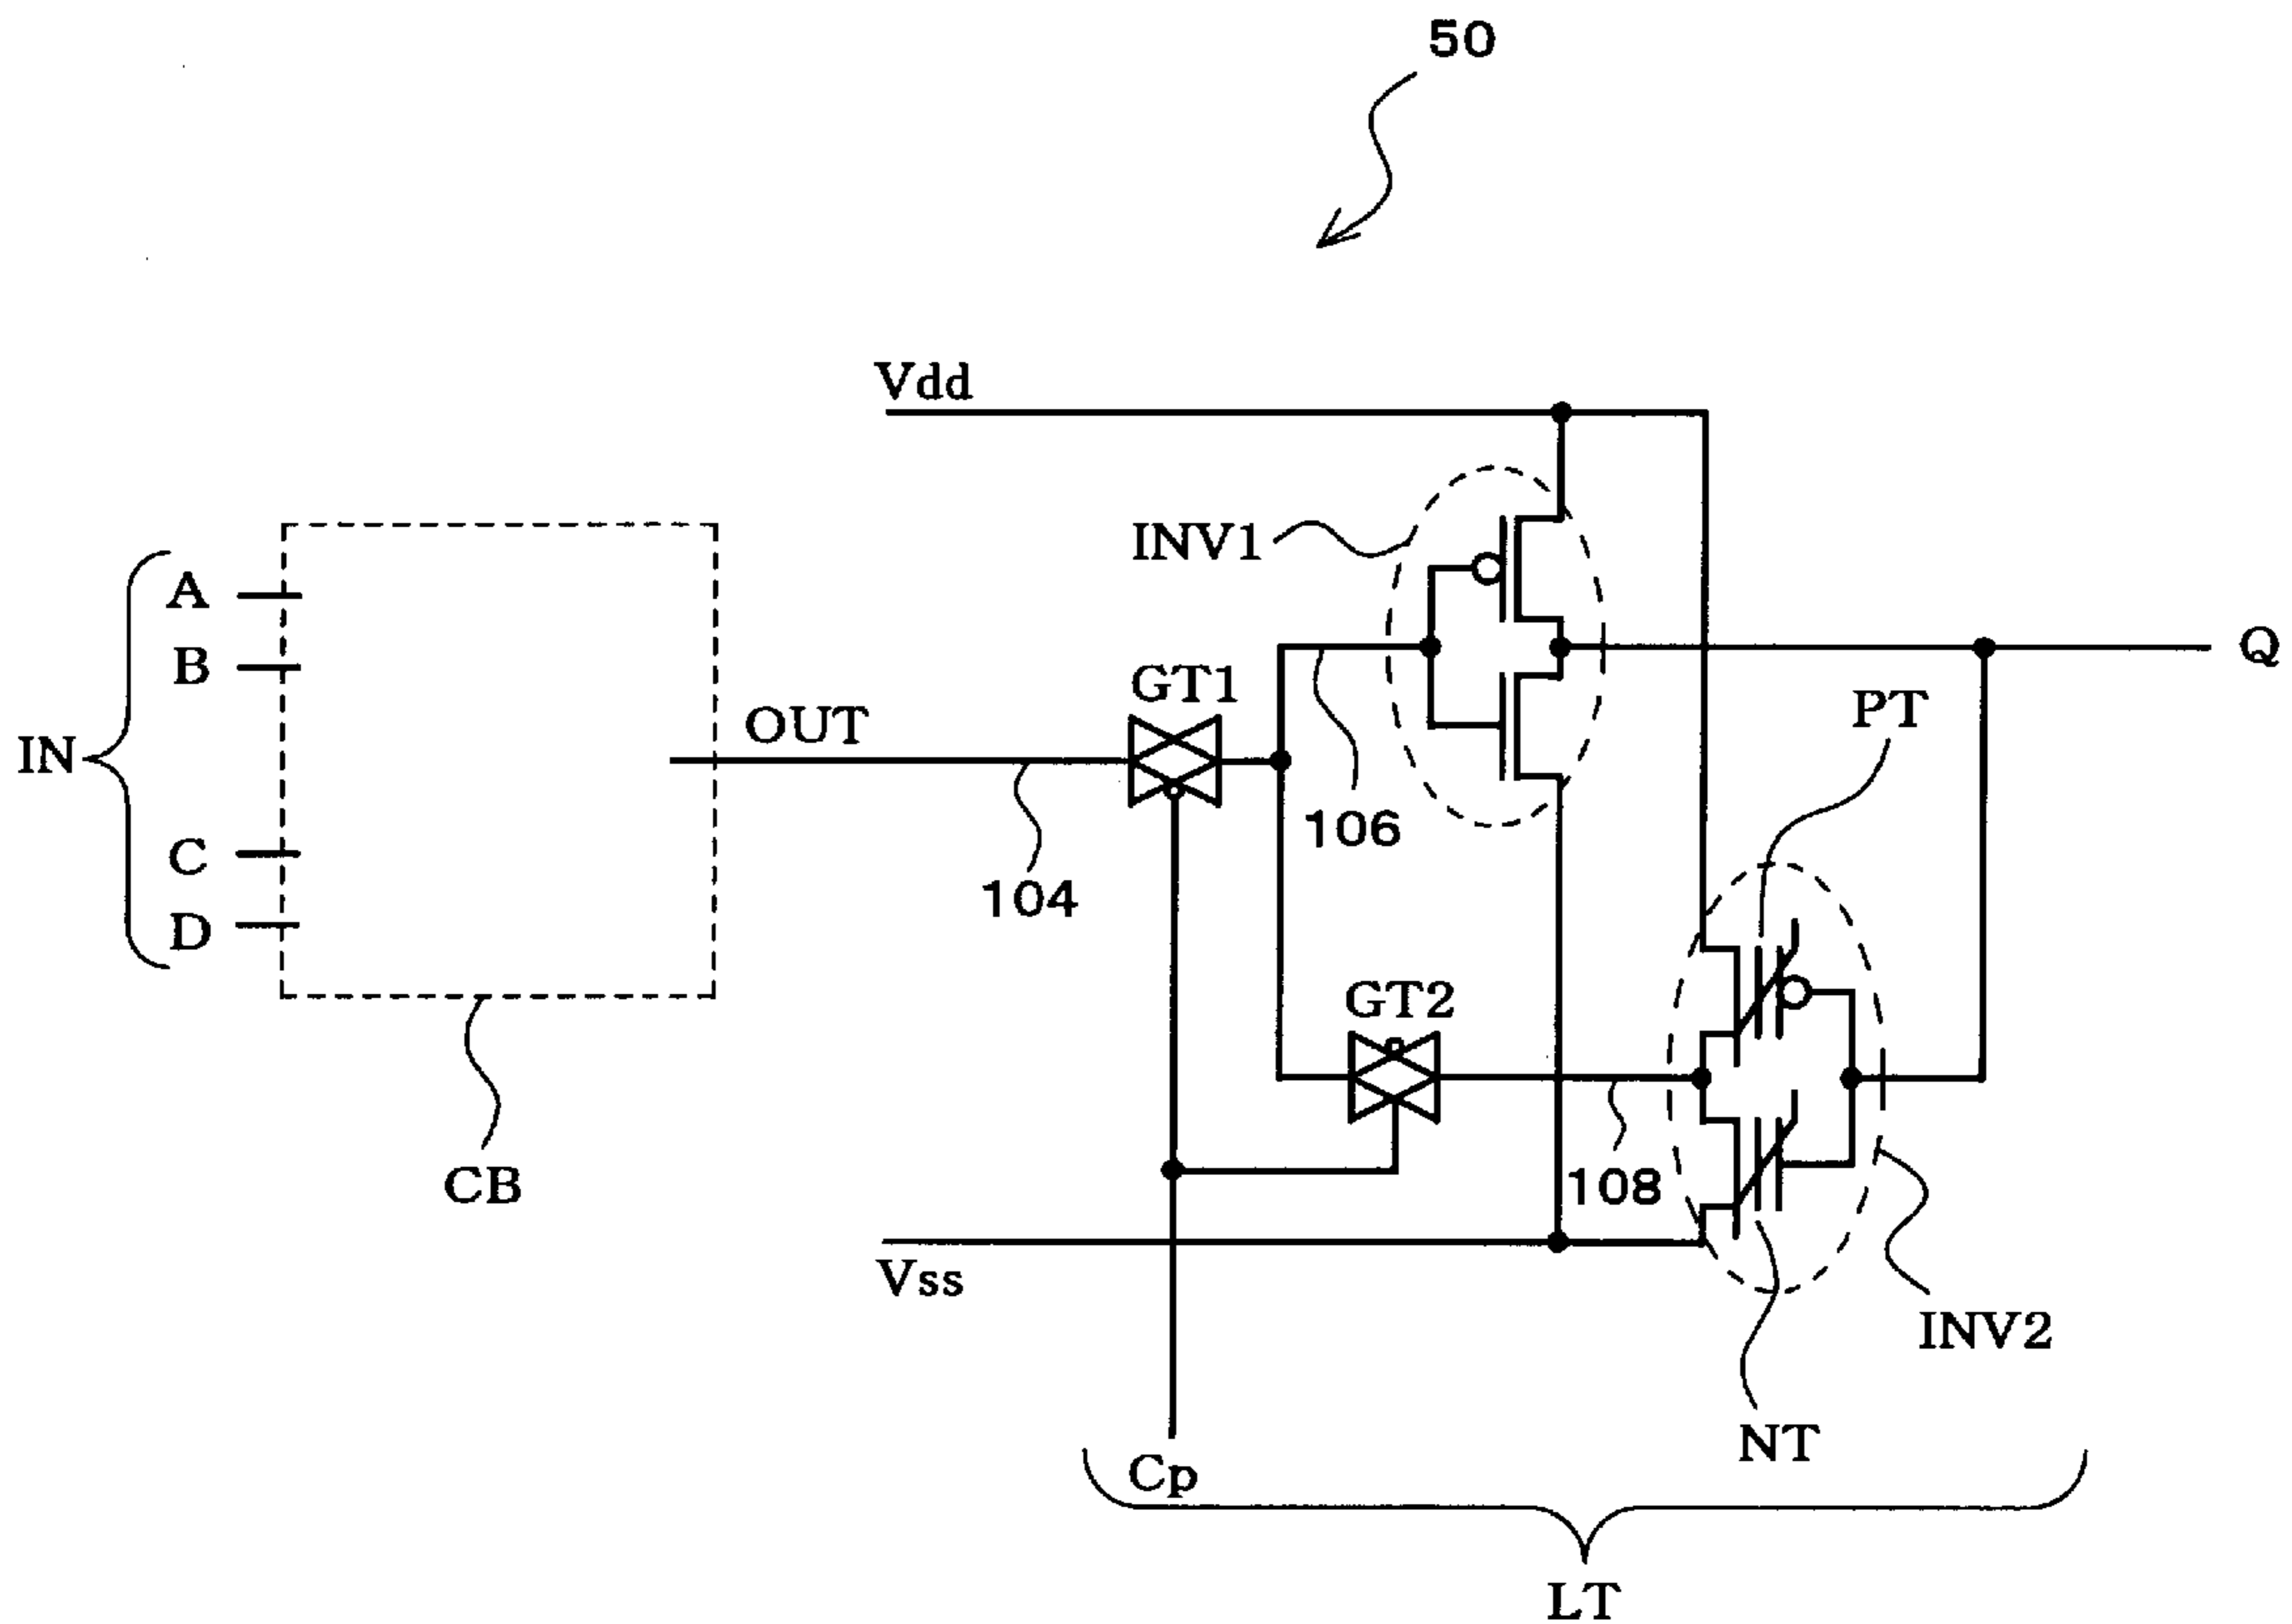 50
Vdd
INV1
A
B
IN
C
D
OUT
GT1
Q
PT
106
104
GT2
CB
108
Vss
INV2
NT
Cp
LT